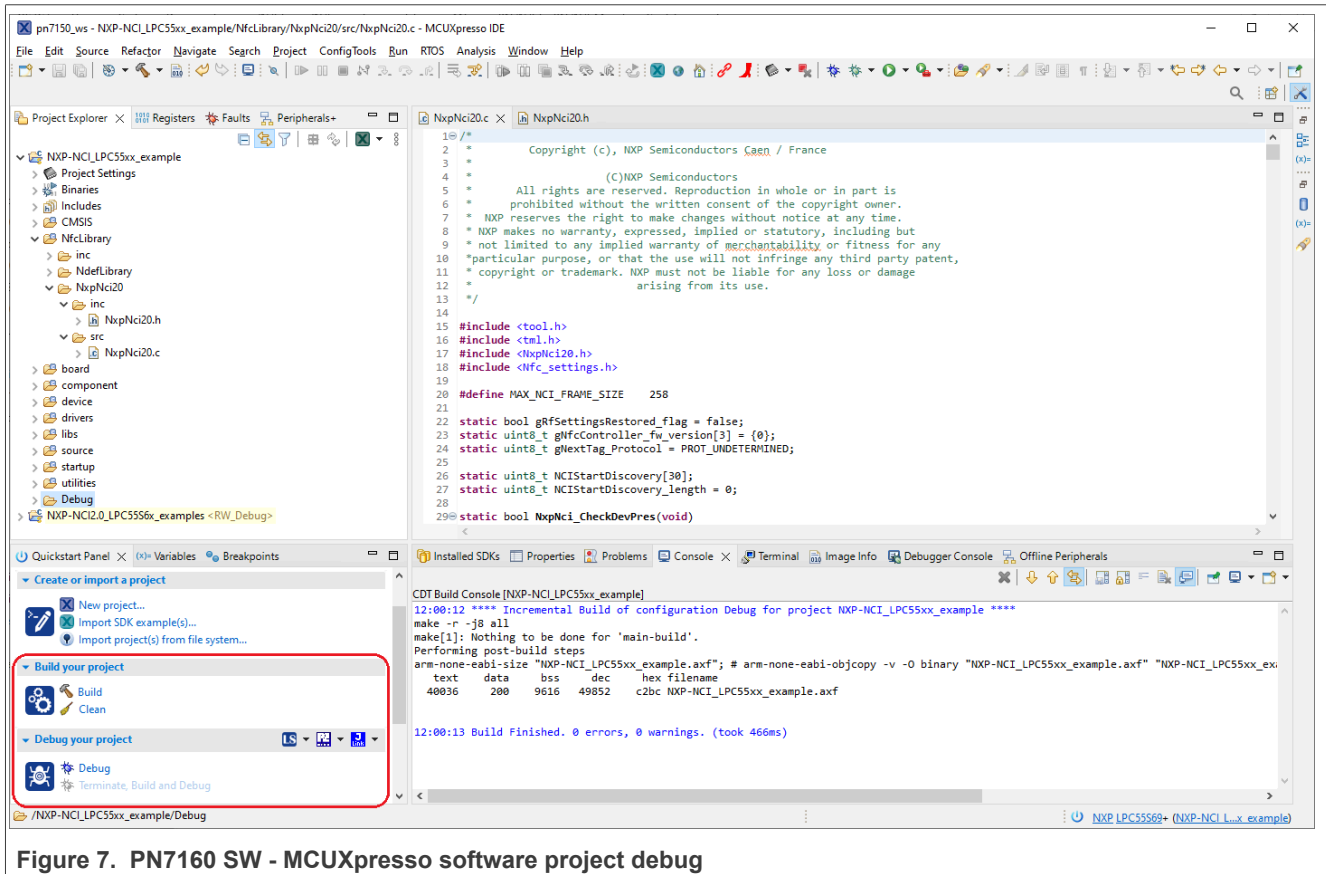 pn7150_ws - NXP-NCI_LPC55xx_example/NfcLibrary/NxpNci20/src/NxpNci20.c - MCUXpresso IDE
File Edit Source Refactor Navigate Search Project ConfigTools Run RTOS Analysis Window Help
Project Explorer Registers Faults Peripherals+
NXP-NCI_LPC55xx_example
Project Settings
Binaries
Includes
CMSIS
NfcLibrary
inc
NdefLibrary
NxpNci20
inc
NxpNci20.h
src
NxpNci20.c
board
component
device
drivers
libs
source
startup
utilities
Debug
NXP-NCI2.0_LPC55S6x_examples <RW_Debug>
NxpNci20.c NxpNci20.h
1 /*
2 * Copyright (c), NXP Semiconductors Caen / France
3 *
4 * (C)NXP Semiconductors
5 * All rights are reserved. Reproduction in whole or in part is
6 * prohibited without the written consent of the copyright owner.
7 * NXP reserves the right to make changes without notice at any time.
8 * NXP makes no warranty, expressed, implied or statutory, including but
9 * not limited to any implied warranty of merchantability or fitness for any
10 *particular purpose, or that the use will not infringe any third party patent,
11 * copyright or trademark. NXP must not be liable for any loss or damage
12 * arising from its use.
13 */
14
15 #include <tool.h>
16 #include <tml.h>
17 #include <NxpNci20.h>
18 #include <Nfc_settings.h>
19
20 #define MAX_NCI_FRAME_SIZE 258
21
22 static bool gRfSettingsRestored_flag = false;
23 static uint8_t gNfcController_fw_version[3] = {0};
24 static uint8_t gNextTag_Protocol = PROT_UNDETERMINED;
25
26 static uint8_t NCIStartDiscovery[30];
27 static uint8_t NCIStartDiscovery_length = 0;
28
29 static bool NxpNci_CheckDevPres(void)
Quickstart Panel (x)= Variables Breakpoints
Create or import a project
New project...
Import SDK example(s)...
Import project(s) from file system...
Build your project
Build
Clean
Debug your project
LS
Debug
Terminate, Build and Debug
Installed SDKs Properties Problems Console Terminal Image Info Debugger Console Offline Peripherals
CDT Build Console [NXP-NCI_LPC55xx_example]
12:00:12 **** Incremental Build of configuration Debug for project NXP-NCI_LPC55xx_example ****
make -r -j8 all
make[1]: Nothing to be done for 'main-build'.
Performing post-build steps
arm-none-eabi-size "NXP-NCI_LPC55xx_example.axf"; # arm-none-eabi-objcopy -v -O binary "NXP-NCI_LPC55xx_example.axf" "NXP-NCI_LPC55xx_exa
text data bss dec hex filename
40036 200 9616 49852 c2bc NXP-NCI_LPC55xx_example.axf
12:00:13 Build Finished. 0 errors, 0 warnings. (took 466ms)
/NXP-NCI_LPC55xx_example/Debug
NXP LPC55S69+ (NXP-NCI_L...x_example)
Figure 7. PN7160 SW - MCUXpresso software project debug